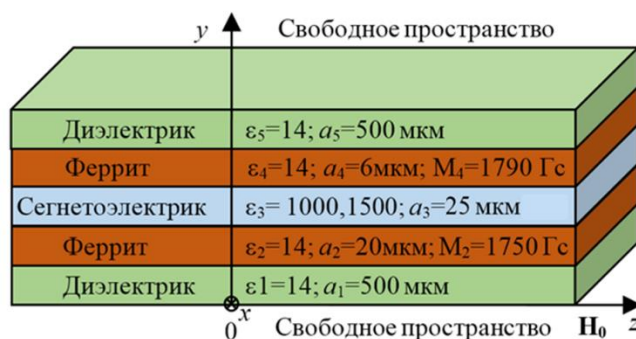 y
Свободное пространство
Диэлектрик ε₅=14; a₅=500 мкм
Феррит ε₄=14; a₄=6мкм; M₄=1790 Гс
Сегнетоэлектрик ε₃= 1000,1500; a₃=25 мкм
Феррит ε₂=14; a₂=20мкм; M₂=1750 Гс
Диэлектрик ε1=14; a₁=500 мкм
x
0 Свободное пространство H₀ z